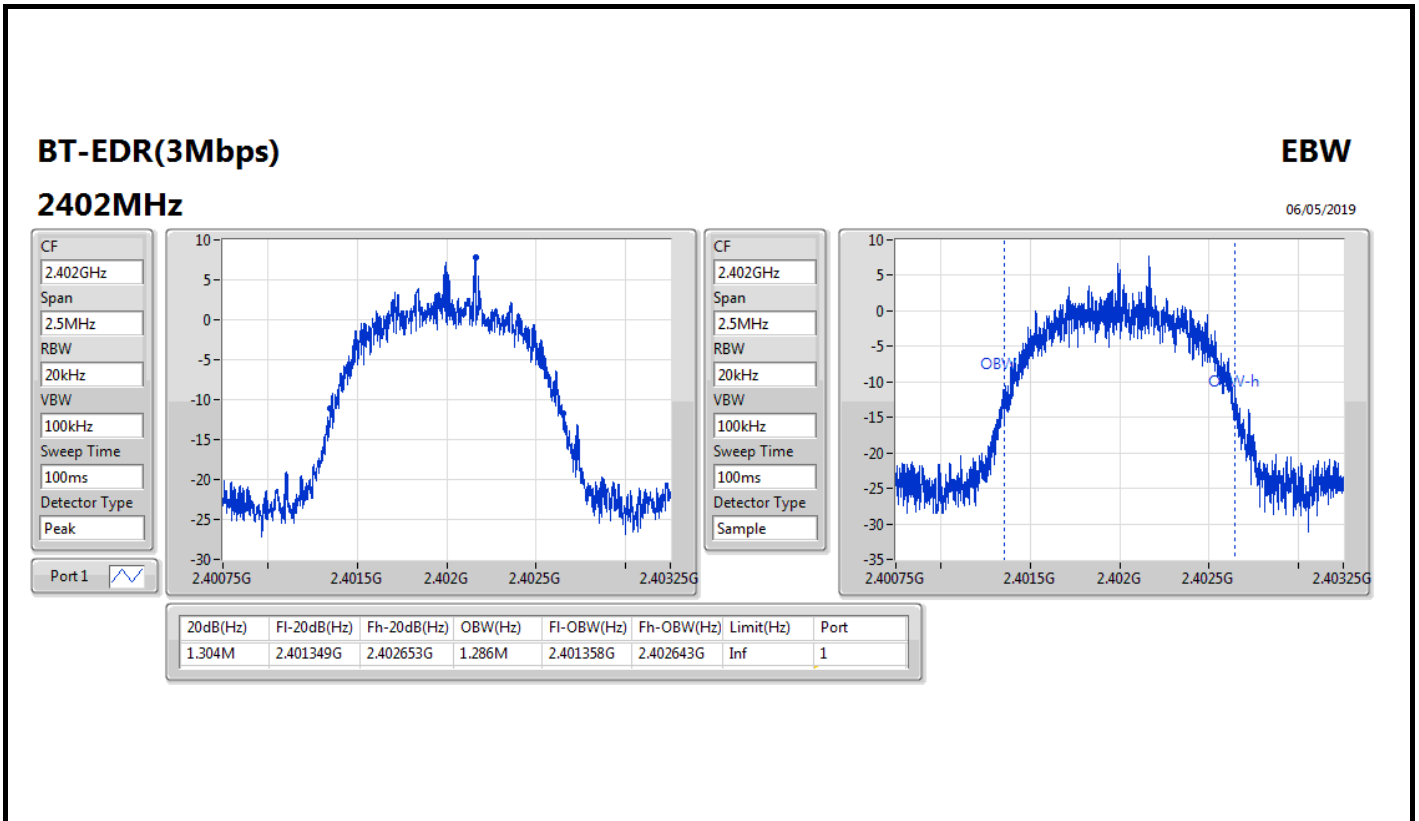 BT-EDR(3Mbps)
EBW
2402MHz
06/05/2019
CF
2.402GHz
Span
2.5MHz
RBW
20kHz
VBW
100kHz
Sweep Time
100ms
Detector Type
Peak
Port 1
10
5
0
-5
-10
-15
-20
-25
-30
2.40075G
2.4015G
2.402G
2.4025G
2.40325G
CF
2.402GHz
Span
2.5MHz
RBW
20kHz
VBW
100kHz
Sweep Time
100ms
Detector Type
Sample
10
5
0
-5
-10
-15
-20
-25
-30
-35
2.40075G
2.4015G
2.402G
2.4025G
2.40325G
20dB(Hz) Fl-20dB(Hz) Fh-20dB(Hz) OBW(Hz) Fl-OBW(Hz) Fh-OBW(Hz) Limit(Hz) Port
1.304M 2.401349G 2.402653G 1.286M 2.401358G 2.402643G Inf 1